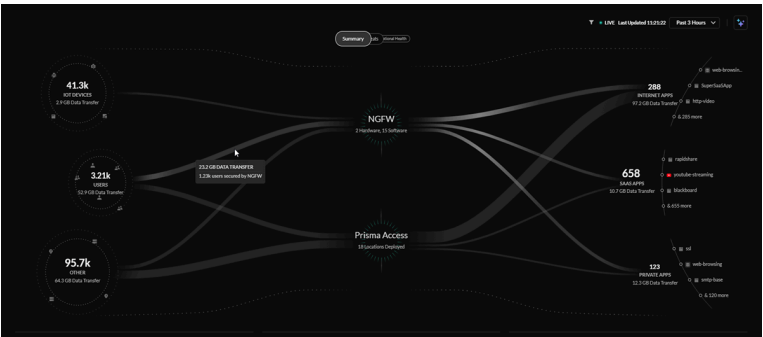 LIVE Last Updated 11:21:22 Past 3 Hours
Summary
41.3k
IOT DEVICES
2.9 GB Data Transfer
3.21k
USERS
52.9 GB Data Transfer
95.7k
OTHER
64.3 GB Data Transfer
23.2 GB DATA TRANSFER
1.23k users secured by NGFW
NGFW
2 Hardware, 15 Software
Prisma Access
18 Locations Deployed
288
INTERNET APPS
97.2 GB Data Transfer
web-browsin...
SuperSaaSApp
http-video
& 285 more
658
SAAS APPS
10.7 GB Data Transfer
rapidshare
youtube-streaming
blackboard
& 655 more
123
PRIVATE APPS
12.3 GB Data Transfer
ssl
web-browsing
smtp-base
& 120 more